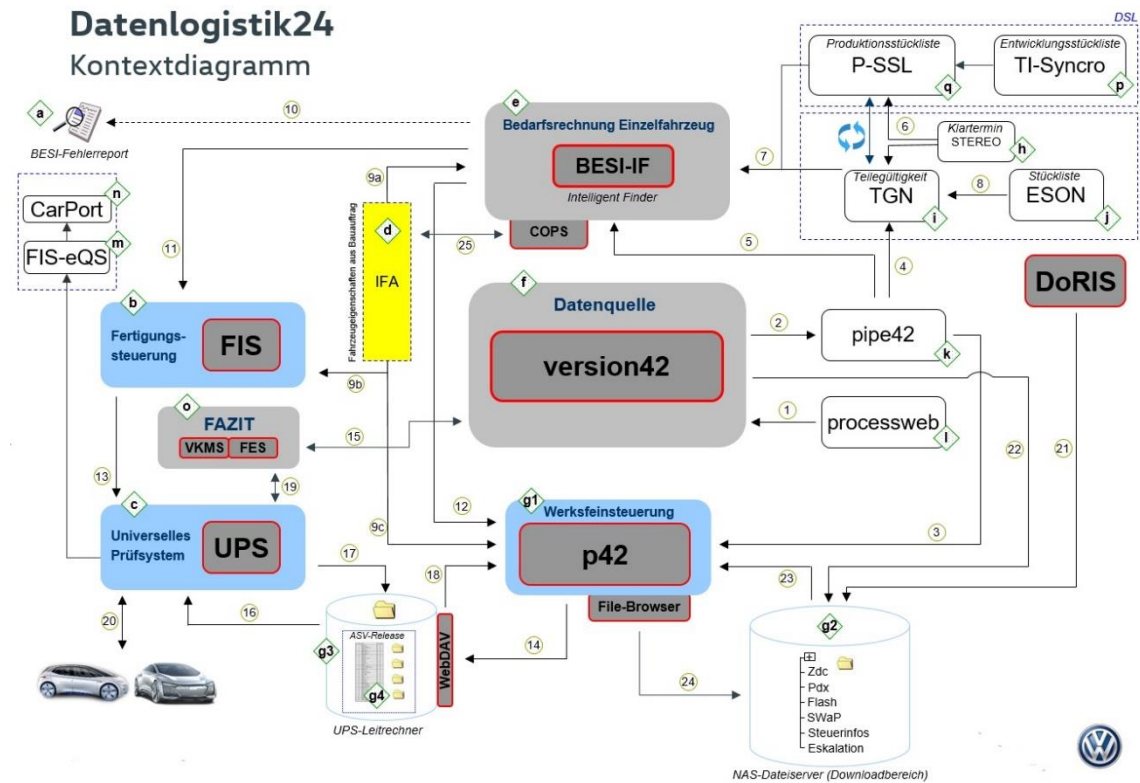 Datenlogistik24
Kontextdiagramm
DSL
Produktionsstückliste
P-SSL
q
Entwicklungsstückliste
TI-Syncro
p
a
BESI-Fehlerreport
10
e
Bedarfsrechnung Einzelfahrzeug
BESI-IF
Intelligent Finder
COPS
6
7
Klartermin
STEREO
h
Teilegültigkeit
TGN
i
8
Stückliste
ESON
j
n
CarPort
m
FIS-eQS
11
9a
d
IFA
Fahrzeugeigenschaften aus Bauauftrag
25
5
4
DoRIS
b
Fertigungs-
steuerung
FIS
9b
f
Datenquelle
version42
2
pipe42
k
1
processweb
l
o
FAZIT
VKMS
FES
15
22
21
13
19
c
Universelles
Prüfsystem
UPS
12
9c
g1
Werksfeinsteuerung
p42
File-Browser
3
17
18
23
16
20
14
24
g3
ASV-Release
g4
WebDAV
UPS-Leitrechner
g2
Zdc
Pdx
Flash
SWaP
Steuerinfos
Eskalation
NAS-Dateiserver (Downloadbereich)